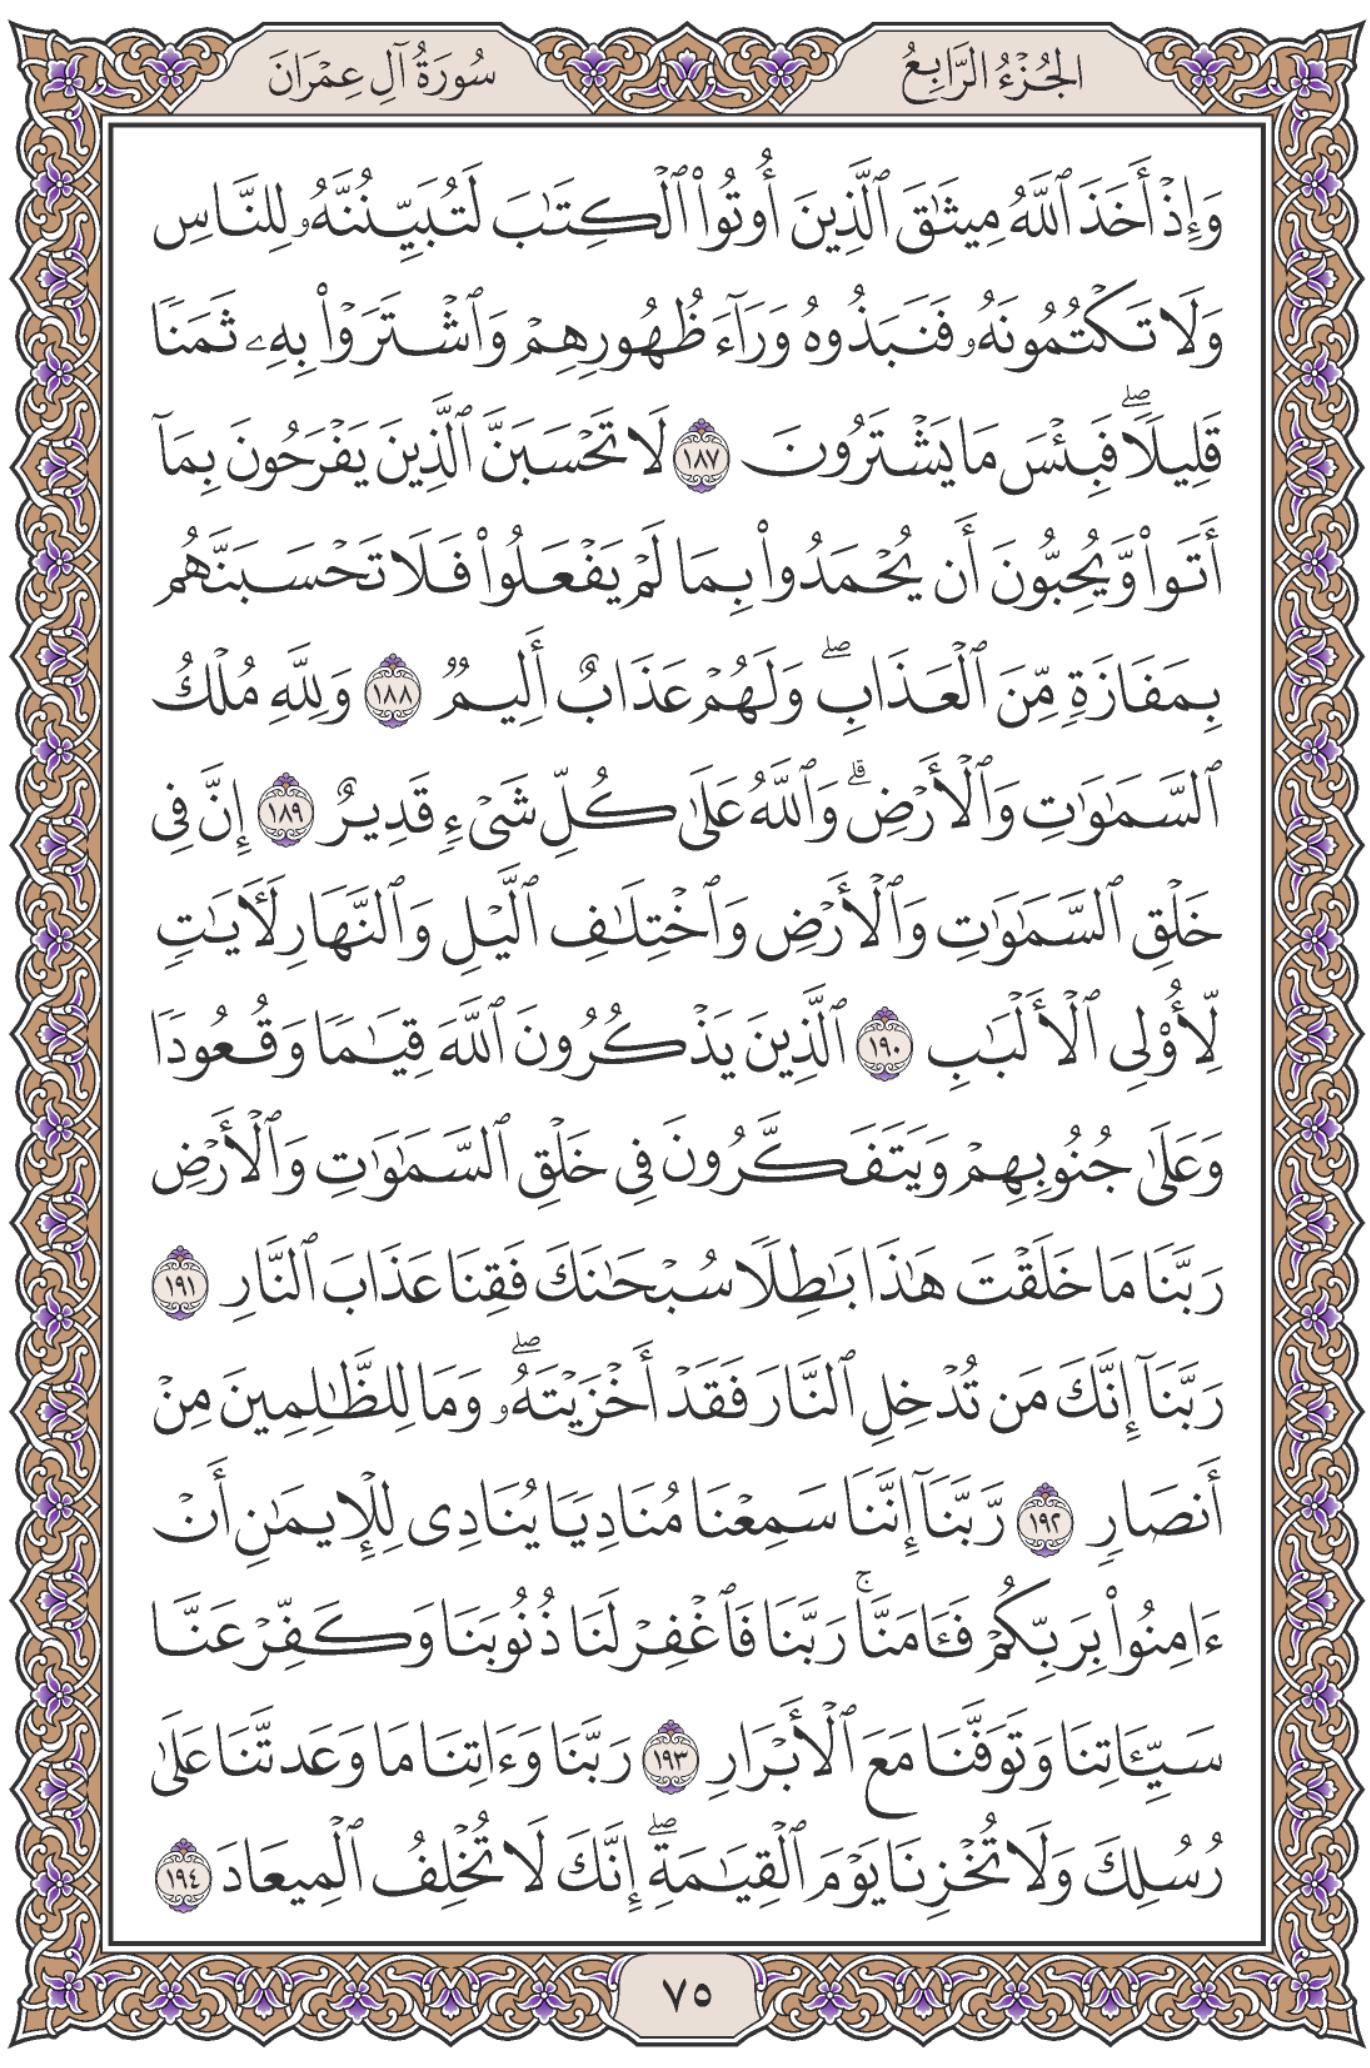 الجُزْءُ الرَّابِعُ
سُورَةُ آلِ عِمْرَانَ
وَإِذْ أَخَذَ ٱللَّهُ مِيثَٰقَ ٱلَّذِينَ أُوتُوا۟ ٱلْكِتَٰبَ لَتُبَيِّنُنَّهُۥ لِلنَّاسِ
وَلَا تَكْتُمُونَهُۥ فَنَبَذُوهُ وَرَآءَ ظُهُورِهِمْ وَٱشْتَرَوْا۟ بِهِۦ ثَمَنًا
قَلِيلًاۖ فَبِئْسَ مَا يَشْتَرُونَ ١٨٧ لَا تَحْسَبَنَّ ٱلَّذِينَ يَفْرَحُونَ بِمَآ
أَتَوا۟ وَّيُحِبُّونَ أَن يُحْمَدُوا۟ بِمَا لَمْ يَفْعَلُوا۟ فَلَا تَحْسَبَنَّهُم
بِمَفَازَةٍ مِّنَ ٱلْعَذَابِۖ وَلَهُمْ عَذَابٌ أَلِيمٌ ١٨٨ وَلِلَّهِ مُلْكُ
ٱلسَّمَٰوَٰتِ وَٱلْأَرْضِۗ وَٱللَّهُ عَلَىٰ كُلِّ شَىْءٍ قَدِيرٌ ١٨٩ إِنَّ فِى
خَلْقِ ٱلسَّمَٰوَٰتِ وَٱلْأَرْضِ وَٱخْتِلَٰفِ ٱلَّيْلِ وَٱلنَّهَارِ لَـَٔايَٰتٍ
لِّأُو۟لِى ٱلْأَلْبَٰبِ ١٩٠ ٱلَّذِينَ يَذْكُرُونَ ٱللَّهَ قِيَٰمًا وَقُعُودًا
وَعَلَىٰ جُنُوبِهِمْ وَيَتَفَكَّرُونَ فِى خَلْقِ ٱلسَّمَٰوَٰتِ وَٱلْأَرْضِ
رَبَّنَا مَا خَلَقْتَ هَٰذَا بَٰطِلًا سُبْحَٰنَكَ فَقِنَا عَذَابَ ٱلنَّارِ ١٩١
رَبَّنَآ إِنَّكَ مَن تُدْخِلِ ٱلنَّارَ فَقَدْ أَخْزَيْتَهُۥۖ وَمَا لِلظَّٰلِمِينَ مِنْ
أَنصَارٍ ١٩٢ رَّبَّنَآ إِنَّنَا سَمِعْنَا مُنَادِيًا يُنَادِى لِلْإِيمَٰنِ أَنْ
ءَامِنُوا۟ بِرَبِّكُمْ فَـَٔامَنَّاۚ رَبَّنَا فَٱغْفِرْ لَنَا ذُنُوبَنَا وَكَفِّرْ عَنَّا
سَيِّـَٔاتِنَا وَتَوَفَّنَا مَعَ ٱلْأَبْرَارِ ١٩٣ رَبَّنَا وَءَاتِنَا مَا وَعَدتَّنَا عَلَىٰ
رُسُلِكَ وَلَا تُخْزِنَا يَوْمَ ٱلْقِيَٰمَةِۖ إِنَّكَ لَا تُخْلِفُ ٱلْمِيعَادَ ١٩٤
٧٥